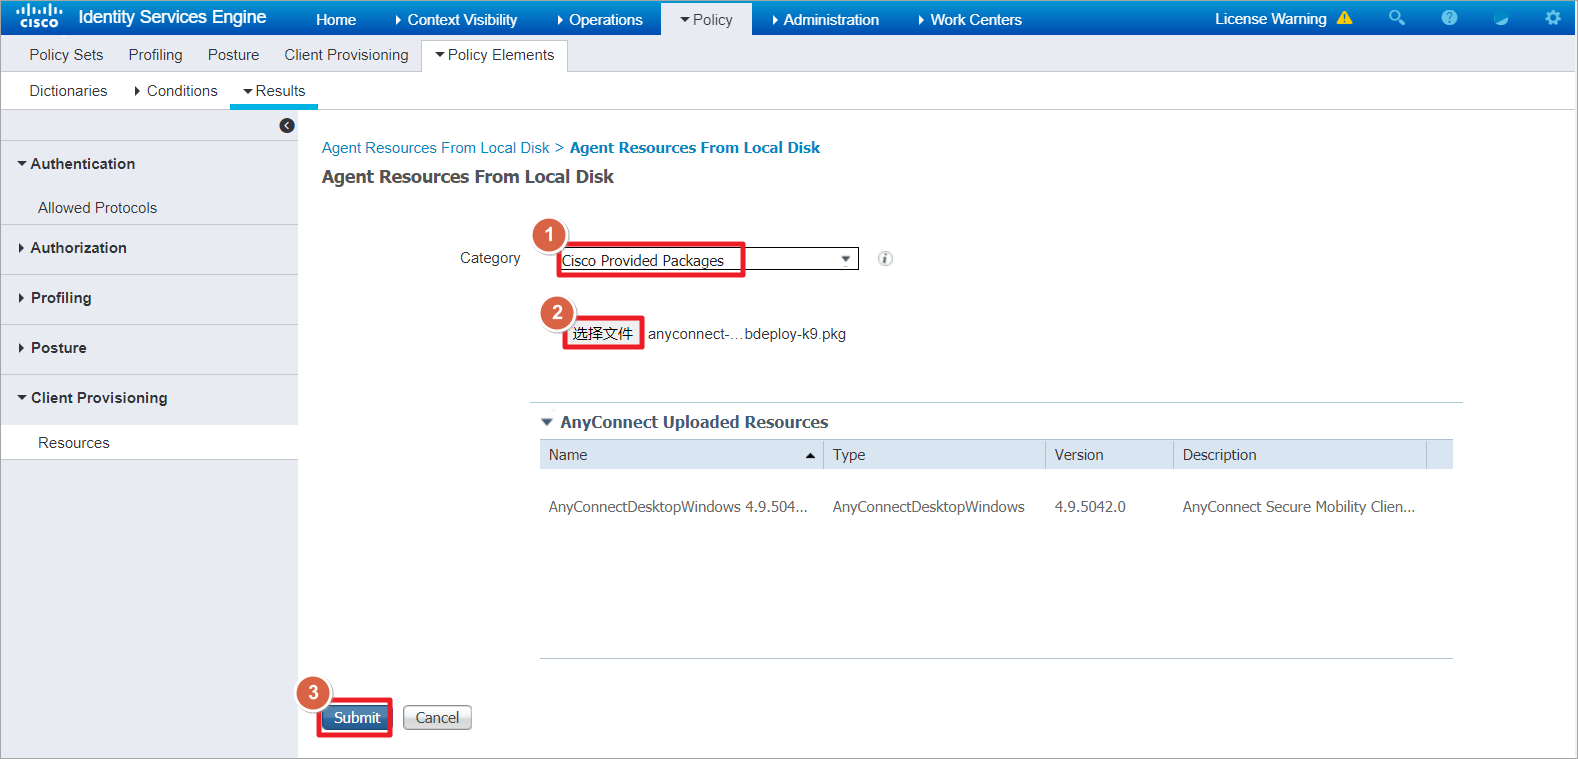 cisco Identity Services Engine Home Context Visibility Operations Policy Administration Work Centers License Warning
Policy Sets Profiling Posture Client Provisioning Policy Elements
Dictionaries Conditions Results
Authentication
Allowed Protocols
Authorization
Profiling
Posture
Client Provisioning
Resources
Agent Resources From Local Disk > Agent Resources From Local Disk
Agent Resources From Local Disk
1
Category Cisco Provided Packages
2
选择文件 anyconnect-...bdeploy-k9.pkg
AnyConnect Uploaded Resources
Name Type Version Description
AnyConnectDesktopWindows 4.9.504... AnyConnectDesktopWindows 4.9.5042.0 AnyConnect Secure Mobility Clien...
3
Submit Cancel